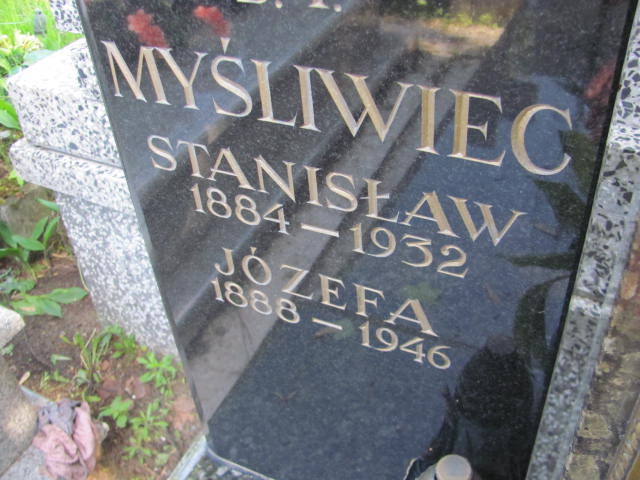 MYŚLIWIEC
STANISŁAW
1884 – 1932
JÓZEFA
1888 – 1946